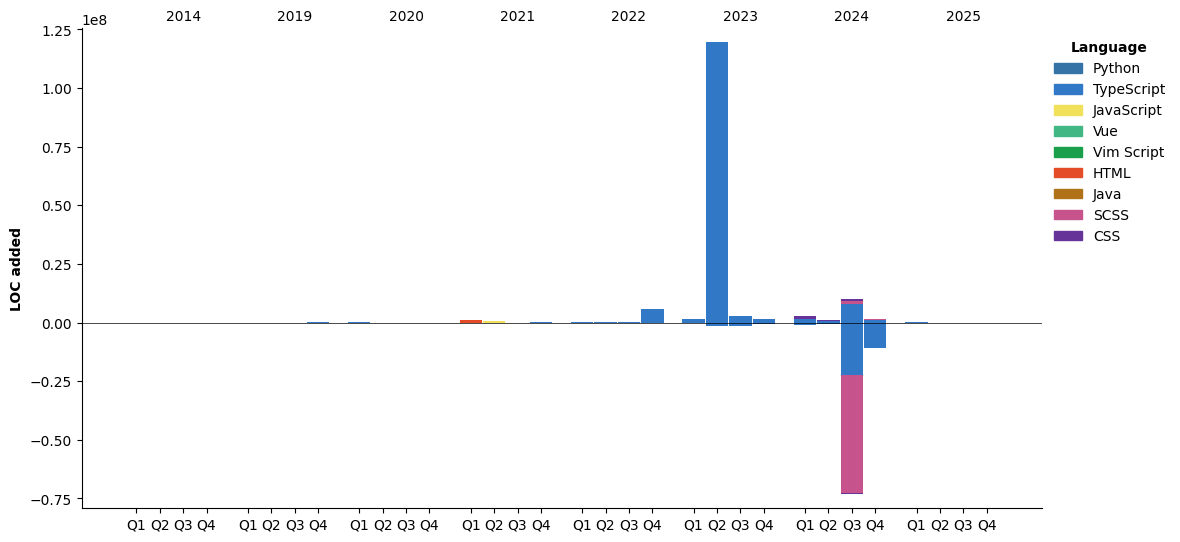 2014 2019 2020 2021 2022 2023 2024 2025
1e8
1.25
1.00
0.75
0.50
0.25
0.00
−0.25
−0.50
−0.75
LOC added
Q1 Q2 Q3 Q4 Q1 Q2 Q3 Q4 Q1 Q2 Q3 Q4 Q1 Q2 Q3 Q4 Q1 Q2 Q3 Q4 Q1 Q2 Q3 Q4 Q1 Q2 Q3 Q4 Q1 Q2 Q3 Q4
Language
Python
TypeScript
JavaScript
Vue
Vim Script
HTML
Java
SCSS
CSS